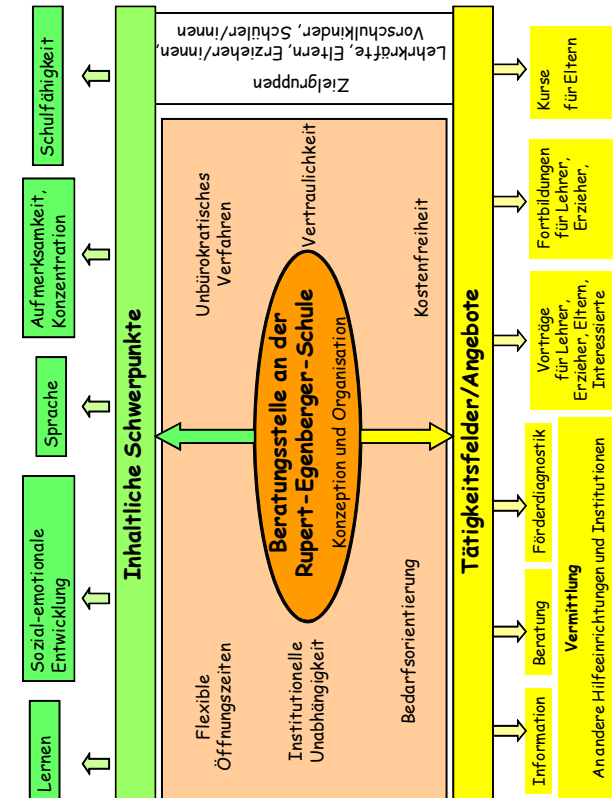 Lernen
Sozial-emotionale
Entwicklung
Sprache
Aufmerksamkeit,
Konzentration
Schulfähigkeit
Inhaltliche Schwerpunkte
Flexible
Öffnungszeiten
Unbürokratisches
Verfahren
Institutionelle
Unabhängigkeit
Beratungsstelle an der
Rupert-Egenberger-Schule
Konzeption und Organisation
Vertraulichkeit
Bedarfsorientierung
Kostenfreiheit
Zielgruppen
Lehrkräfte, Eltern, Erzieher/innen,
Vorschulkinder, Schüler/innen
Tätigkeitsfelder/Angebote
Information
Beratung
Förderdiagnostik
Vorträge
für Lehrer,
Erzieher, Eltern,
Interessierte
Fortbildungen
für Lehrer,
Erzieher,
Kurse
für Eltern
Vermittlung
An andere Hilfeeinrichtungen und Institutionen